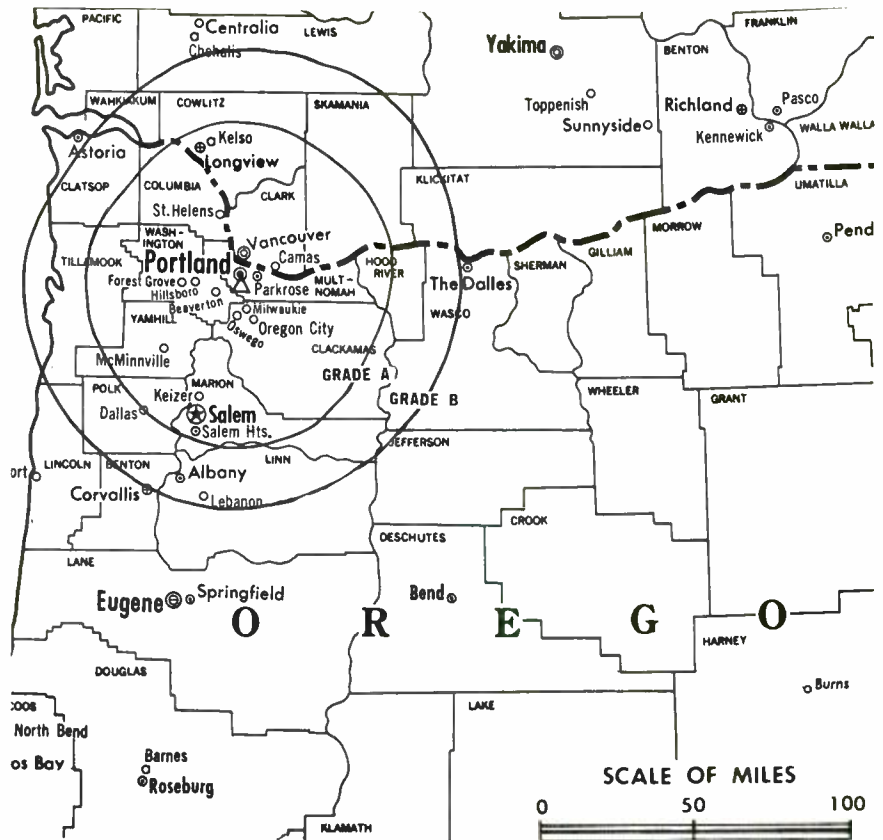 PACIFIC
Centralia
LEWIS
Chehalis
FRANKLIN
Yakima
BENTON
WAHKIAKUM
COWLITZ
SKAMANIA
Toppenish
Richland
Pasco
Sunnyside
Kennewick
WALLA WALLA
Astoria
Kelso
Longview
CLATSOP
COLUMBIA
CLARK
KLICKITAT
UMATILLA
St. Helens
MORROW
WASH-
INGTON
Vancouver
GILLIAM
Pend
TILLAMOOK
Portland
Camas
HOOD
RIVER
SHERMAN
Forest Grove
Hillsboro
Parkrose
MULT-
NOMAH
The Dalles
Beaverton
Milwaukie
WASCO
YAMHILL
Oswego
Oregon City
McMinnville
CLACKAMAS
GRADE A
POLK
MARION
WHEELER
Keizer
GRADE B
GRANT
Dallas
Salem
Salem Hts.
JEFFERSON
LINCOLN
BENTON
LINN
ort
Albany
Corvallis
Lebanon
CROOK
DESCHUTES
LANE
Eugene
Springfield
Bend
O R E G O
HARNEY
DOUGLAS
Burns
COOS
LAKE
North Bend
os Bay
Barnes
Roseburg
SCALE OF MILES
0 50 100
KLAMATH